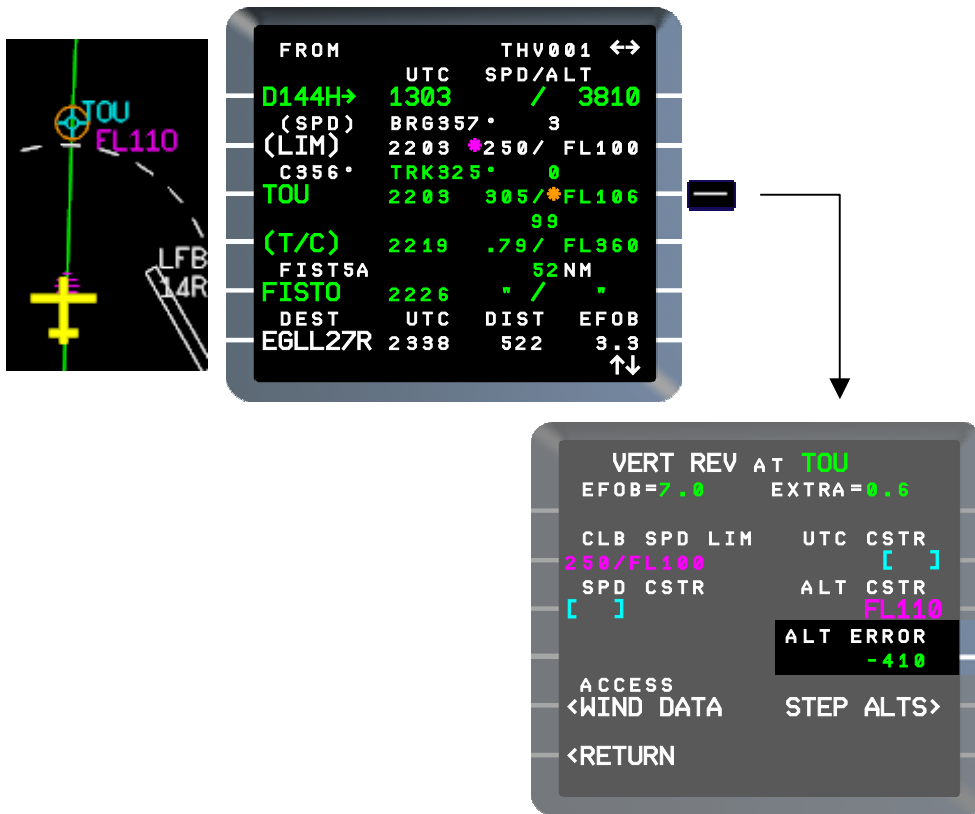 TOU
FL110
LFB
14R
FROM THV001 ↔
UTC SPD/ALT
D144H→ 1303 / 3810
(SPD) BRG357° 3
(LIM) 2203 *250/ FL100
C356° TRK325° 0
TOU 2203 305/*FL106
99
(T/C) 2219 .79/ FL360
FIST5A 52NM
FISTO 2226 " / "
DEST UTC DIST EFOB
EGLL27R 2338 522 3.3
↑↓
VERT REV AT TOU
EFOB=7.0 EXTRA=0.6
CLB SPD LIM UTC CSTR
250/FL100 [ ]
SPD CSTR ALT CSTR
[ ] FL110
ALT ERROR
-410
ACCESS
<WIND DATA STEP ALTS>
<RETURN